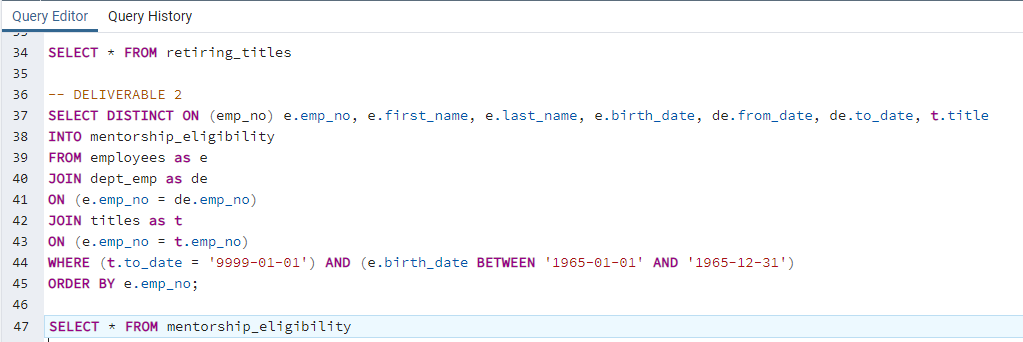 Query Editor Query History
34 SELECT * FROM retiring_titles
35
36 -- DELIVERABLE 2
37 SELECT DISTINCT ON (emp_no) e.emp_no, e.first_name, e.last_name, e.birth_date, de.from_date, de.to_date, t.title
38 INTO mentorship_eligibility
39 FROM employees as e
40 JOIN dept_emp as de
41 ON (e.emp_no = de.emp_no)
42 JOIN titles as t
43 ON (e.emp_no = t.emp_no)
44 WHERE (t.to_date = '9999-01-01') AND (e.birth_date BETWEEN '1965-01-01' AND '1965-12-31')
45 ORDER BY e.emp_no;
46
47 SELECT * FROM mentorship_eligibility